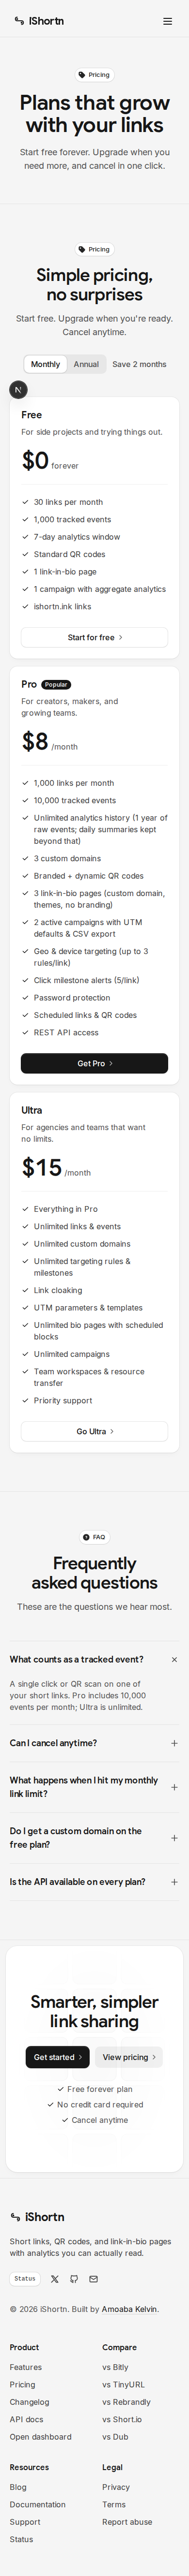 iShortn
Pricing
Plans that grow
with your links
Start free forever. Upgrade when you
need more, and cancel in one click.
Pricing
Simple pricing,
no surprises
Start free. Upgrade when you're ready.
Cancel anytime.
Monthly Annual Save 2 months
N
Free
For side projects and trying things out.
$0 forever
30 links per month
1,000 tracked events
7-day analytics window
Standard QR codes
1 link-in-bio page
1 campaign with aggregate analytics
ishortn.ink links
Start for free
Pro Popular
For creators, makers, and
growing teams.
$8 /month
1,000 links per month
10,000 tracked events
Unlimited analytics history (1 year of
raw events; daily summaries kept
beyond that)
3 custom domains
Branded + dynamic QR codes
3 link-in-bio pages (custom domain,
themes, no branding)
2 active campaigns with UTM
defaults & CSV export
Geo & device targeting (up to 3
rules/link)
Click milestone alerts (5/link)
Password protection
Scheduled links & QR codes
REST API access
Get Pro
Ultra
For agencies and teams that want
no limits.
$15 /month
Everything in Pro
Unlimited links & events
Unlimited custom domains
Unlimited targeting rules &
milestones
Link cloaking
UTM parameters & templates
Unlimited bio pages with scheduled
blocks
Unlimited campaigns
Team workspaces & resource
transfer
Priority support
Go Ultra
FAQ
Frequently
asked questions
These are the questions we hear most.
What counts as a tracked event?
A single click or QR scan on one of
your short links. Pro includes 10,000
events per month; Ultra is unlimited.
Can I cancel anytime?
What happens when I hit my monthly
link limit?
Do I get a custom domain on the
free plan?
Is the API available on every plan?
Smarter, simpler
link sharing
Get started View pricing
Free forever plan
No credit card required
Cancel anytime
iShortn
Short links, QR codes, and link-in-bio pages
with analytics you can actually read.
Status
© 2026 iShortn. Built by Amoaba Kelvin.
Product
Features
Pricing
Changelog
API docs
Open dashboard
Compare
vs Bitly
vs TinyURL
vs Rebrandly
vs Short.io
vs Dub
Resources
Blog
Documentation
Support
Status
Legal
Privacy
Terms
Report abuse